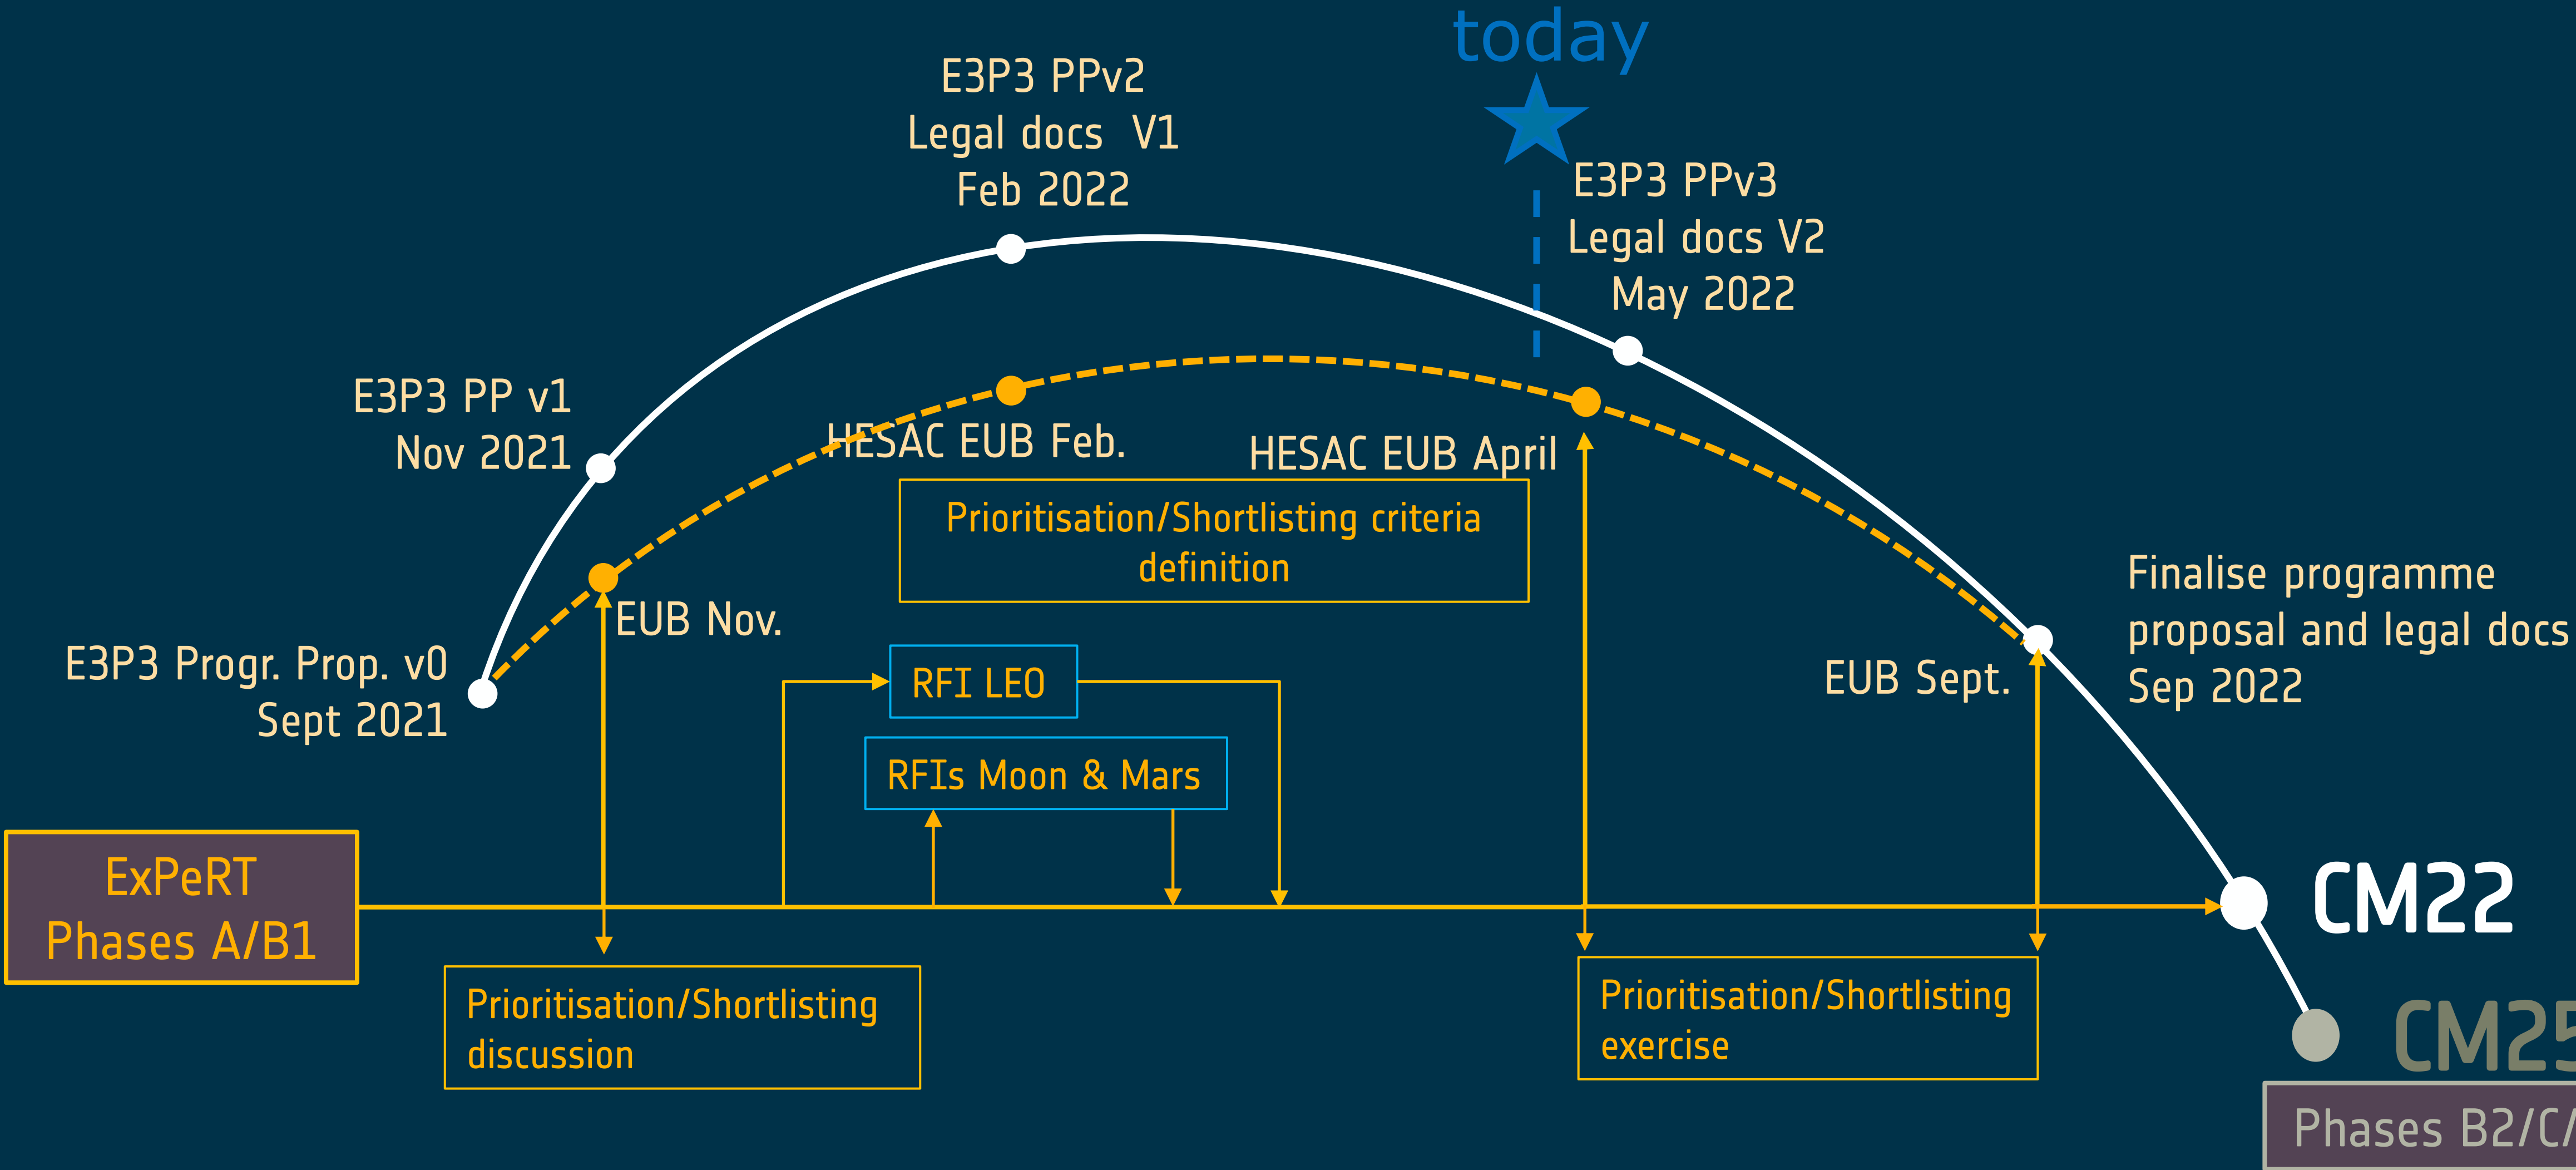 today
E3P3 PPv2
Legal docs V1
Feb 2022
E3P3 PPv3
Legal docs V2
May 2022
E3P3 PP v1
Nov 2021
HESAC EUB Feb.
HESAC EUB April
Prioritisation/Shortlisting criteria
definition
EUB Nov.
E3P3 Progr. Prop. v0
Sept 2021
RFI LEO
RFIs Moon & Mars
EUB Sept.
Finalise programme
proposal and legal docs
Sep 2022
ExPeRT
Phases A/B1
CM22
Prioritisation/Shortlisting
discussion
Prioritisation/Shortlisting
exercise
CM25
Phases B2/C/